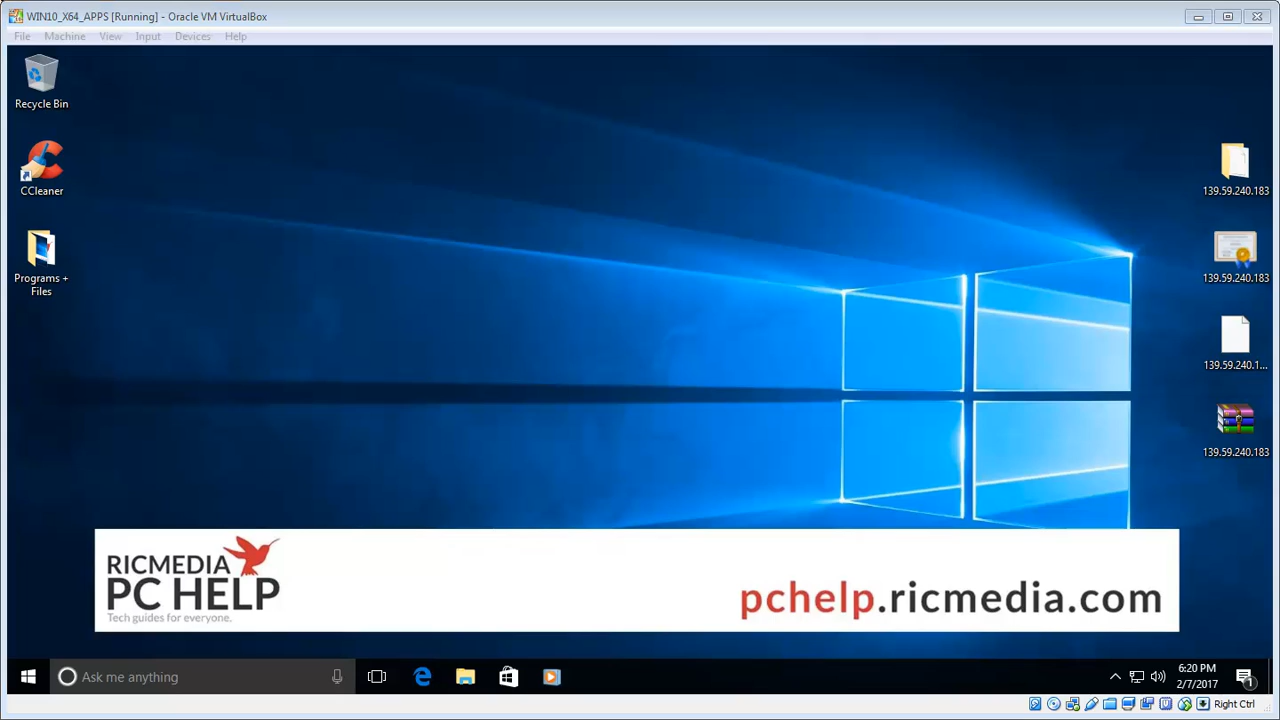 WIN10_X64_APPS [Running] - Oracle VM VirtualBox
File Machine View Input Devices Help
Recycle Bin
CCleaner
Programs +
Files
139.59.240.183
139.59.240.183
139.59.240.1...
139.59.240.183
RICMEDIA
PC HELP
Tech guides for everyone.
pchelp.ricmedia.com
Ask me anything
6:20 PM
2/7/2017
1
Right Ctrl